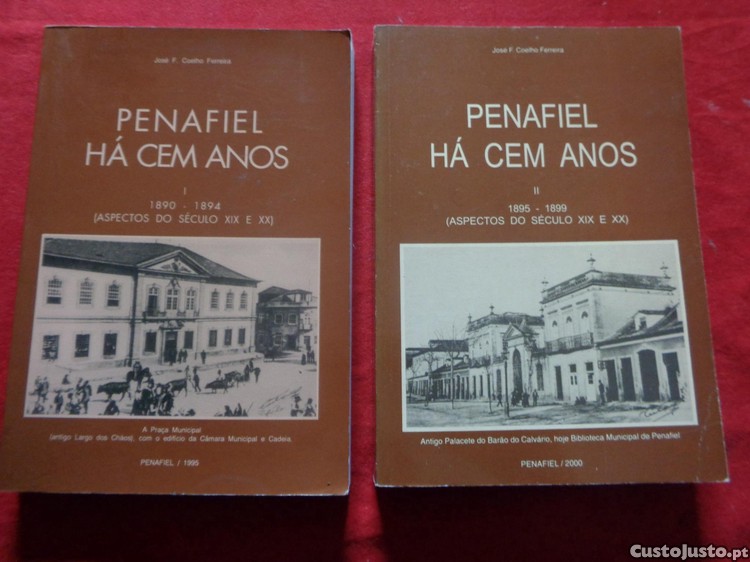 José F. Coelho Ferreira
PENAFIEL
HÁ CEM ANOS
I
1890 - 1894
(ASPECTOS DO SÉCULO XIX E XX)
A Praça Municipal
(antigo Largo dos Chãos), com o edifício da Câmara Municipal e Cadeia.
PENAFIEL / 1995
José F. Coelho Ferreira
PENAFIEL
HÁ CEM ANOS
II
1895 - 1899
(ASPECTOS DO SÉCULO XIX E XX)
Antigo Palacete do Barão do Calvário, hoje Biblioteca Municipal de Penafiel
PENAFIEL / 2000
CustoJusto.pt